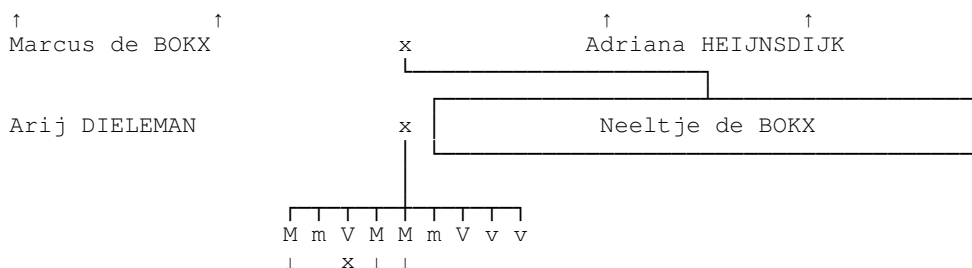 ↑ ↑ ↑ ↑
Marcus de BOKX x Adriana HEIJNSDIJK
Arij DIELEMAN x Neeltje de BOKX
M m V M M m V v v
x